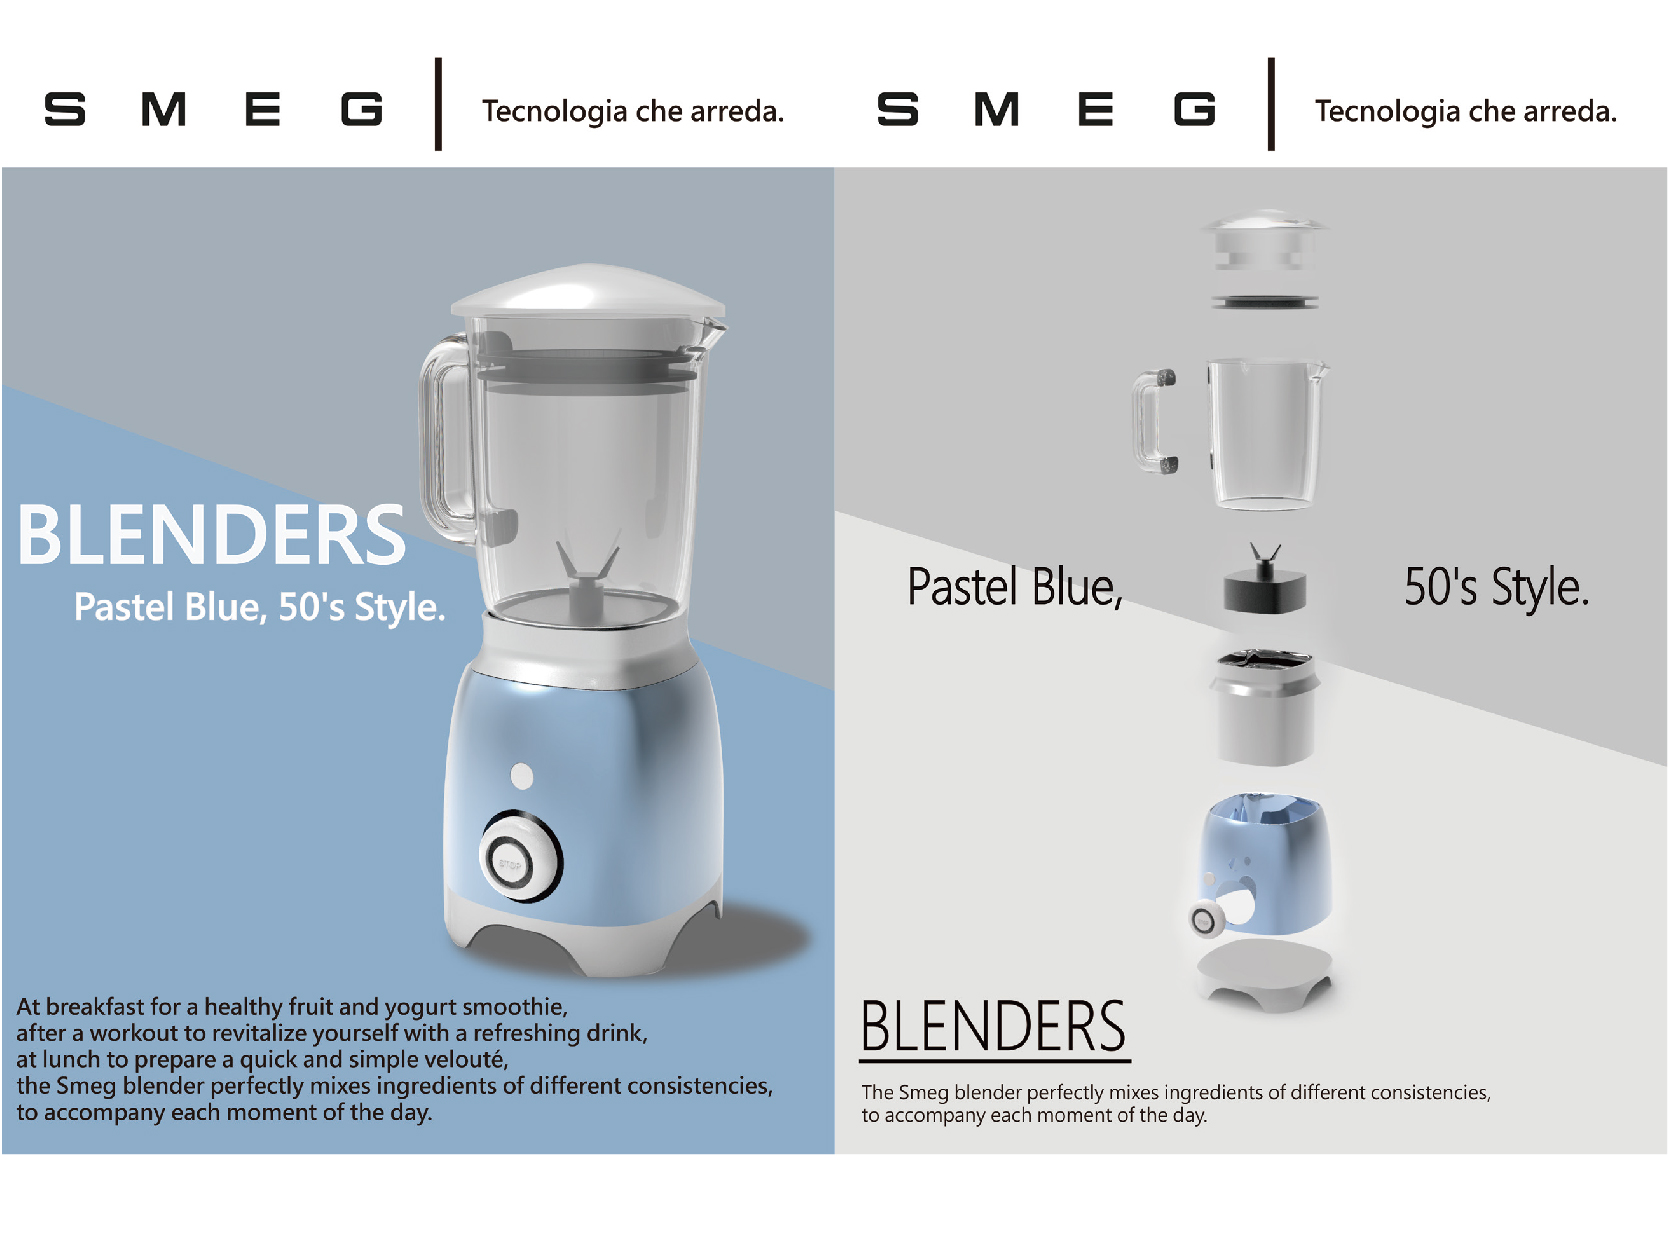 SMEG
Tecnologia che arreda.
BLENDERS
Pastel Blue, 50's Style.
STOP
At breakfast for a healthy fruit and yogurt smoothie,
after a workout to revitalize yourself with a refreshing drink,
at lunch to prepare a quick and simple velouté,
the Smeg blender perfectly mixes ingredients of different consistencies,
to accompany each moment of the day.
SMEG
Tecnologia che arreda.
Pastel Blue,
50's Style.
BLENDERS
The Smeg blender perfectly mixes ingredients of different consistencies,
to accompany each moment of the day.